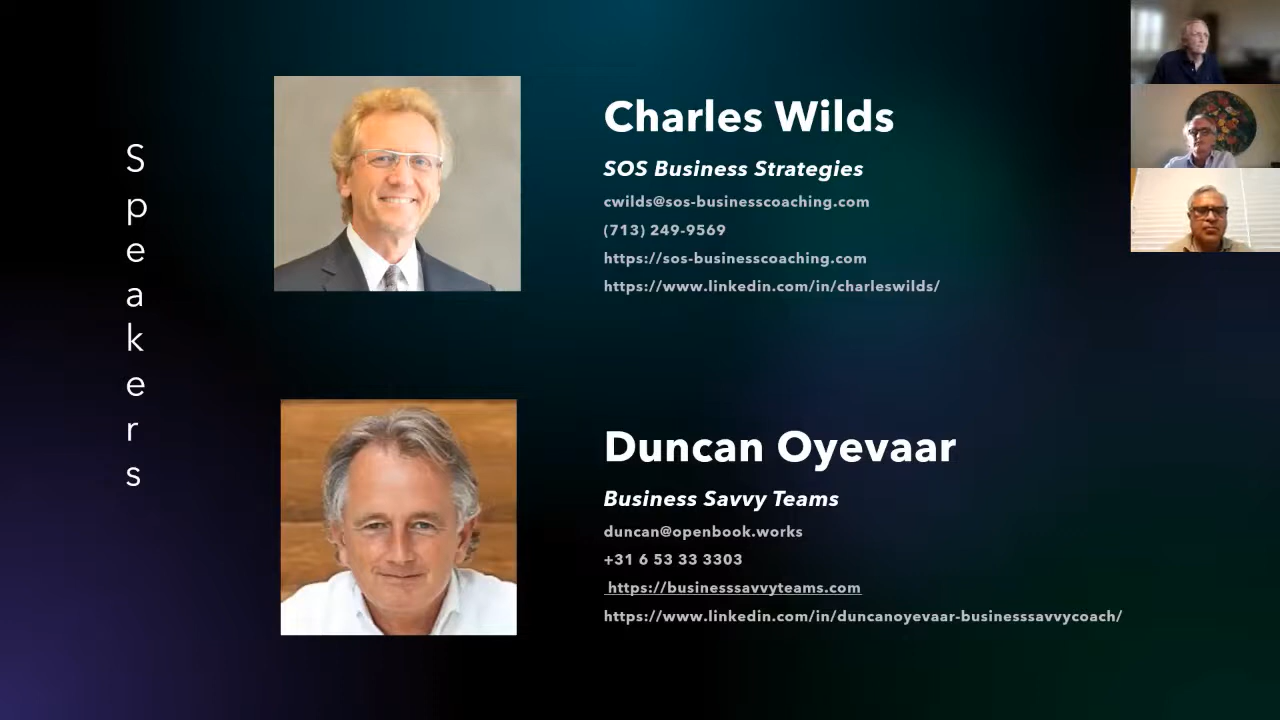 Speakers
Charles Wilds
SOS Business Strategies
cwilds@sos-businesscoaching.com
(713) 249-9569
https://sos-businesscoaching.com
https://www.linkedin.com/in/charleswilds/
Duncan Oyevaar
Business Savvy Teams
duncan@openbook.works
+31 6 53 33 3303
https://businesssavvyteams.com
https://www.linkedin.com/in/duncanoyevaar-businesssavvycoach/